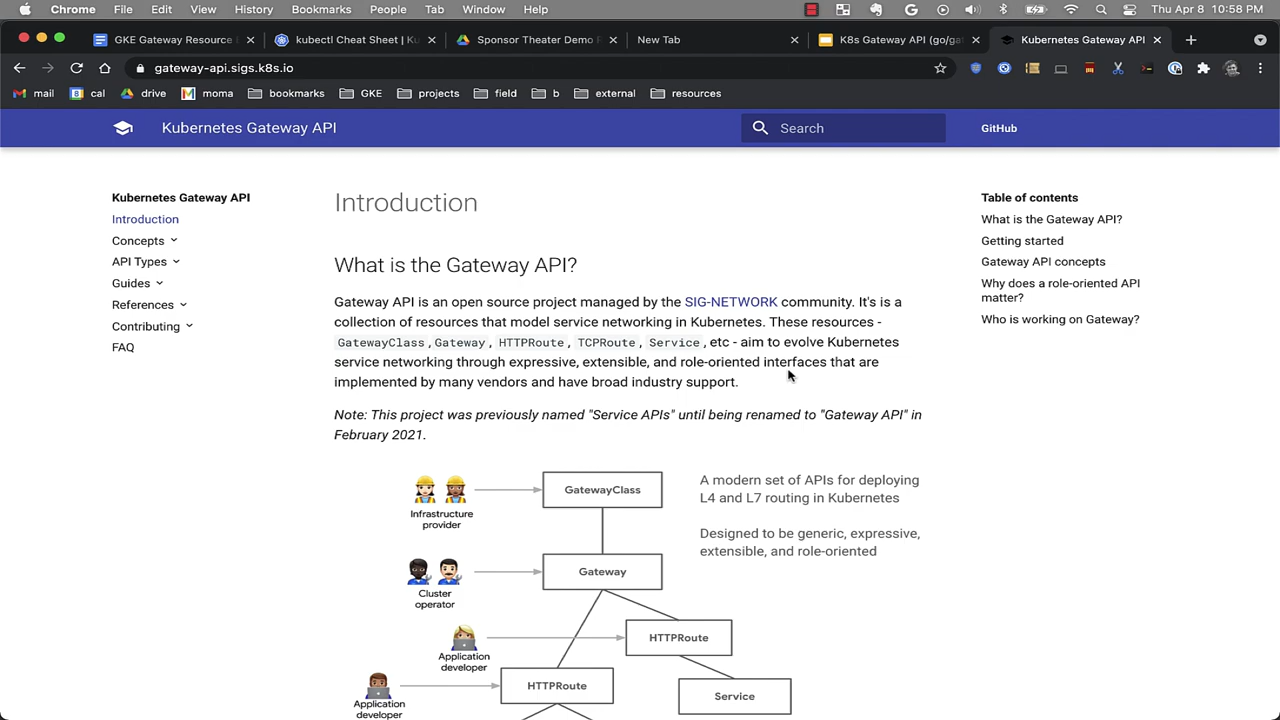 Chrome File Edit View History Bookmarks People Tab Window Help Thu Apr 8 10:58 PM
GKE Gateway Resource
kubectl Cheat Sheet | Ku
Sponsor Theater Demo F
New Tab
K8s Gateway API (go/gat
Kubernetes Gateway API
gateway-api.sigs.k8s.io
mail cal drive moma bookmarks GKE projects field b external resources
Kubernetes Gateway API
Search
GitHub
Kubernetes Gateway API
Introduction
Concepts
API Types
Guides
References
Contributing
FAQ
Introduction
What is the Gateway API?
Gateway API is an open source project managed by the SIG-NETWORK community. It's is a
collection of resources that model service networking in Kubernetes. These resources -
GatewayClass, Gateway, HTTPRoute, TCPRoute, Service, etc - aim to evolve Kubernetes
service networking through expressive, extensible, and role-oriented interfaces that are
implemented by many vendors and have broad industry support.
Note: This project was previously named "Service APIs" until being renamed to "Gateway API" in
February 2021.
Infrastructure
provider
GatewayClass
A modern set of APIs for deploying
L4 and L7 routing in Kubernetes
Designed to be generic, expressive,
extensible, and role-oriented
Cluster
operator
Gateway
Application
developer
HTTPRoute
Application
developer
HTTPRoute
Service
Table of contents
What is the Gateway API?
Getting started
Gateway API concepts
Why does a role-oriented API
matter?
Who is working on Gateway?